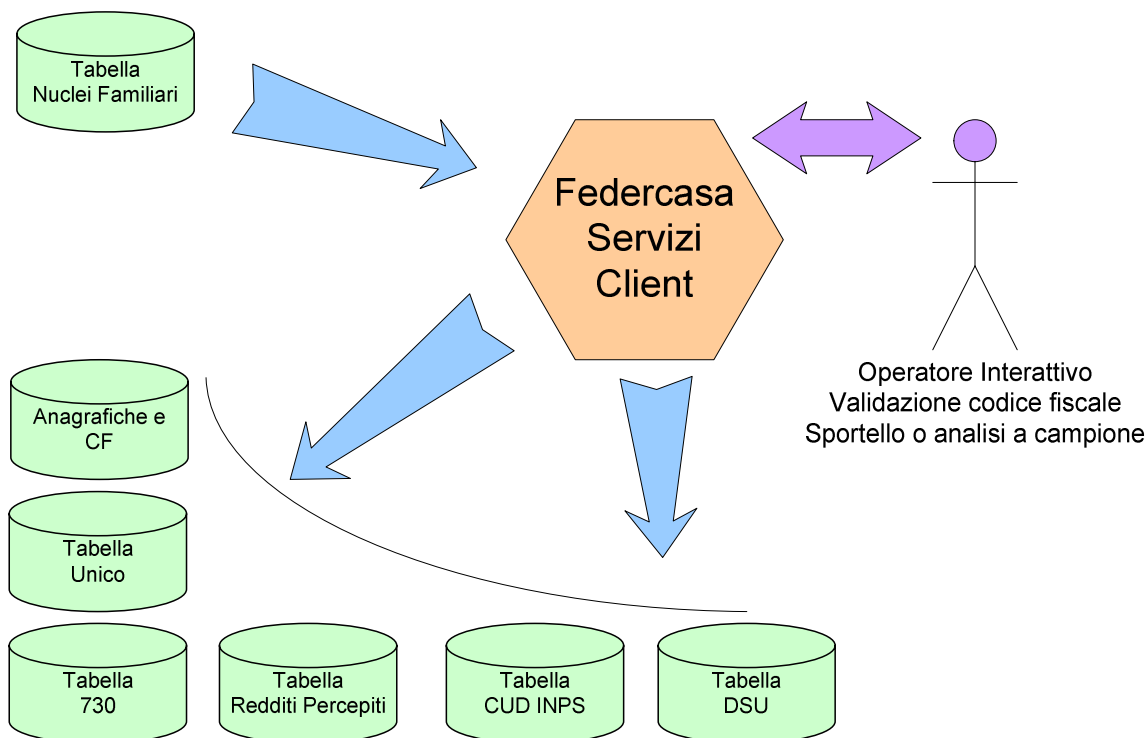 Tabella
Nuclei Familiari
Federcasa
Servizi
Client
Operatore Interattivo
Validazione codice fiscale
Sportello o analisi a campione
Anagrafiche e
CF
Tabella
Unico
Tabella
730
Tabella
Redditi Percepiti
Tabella
CUD INPS
Tabella
DSU